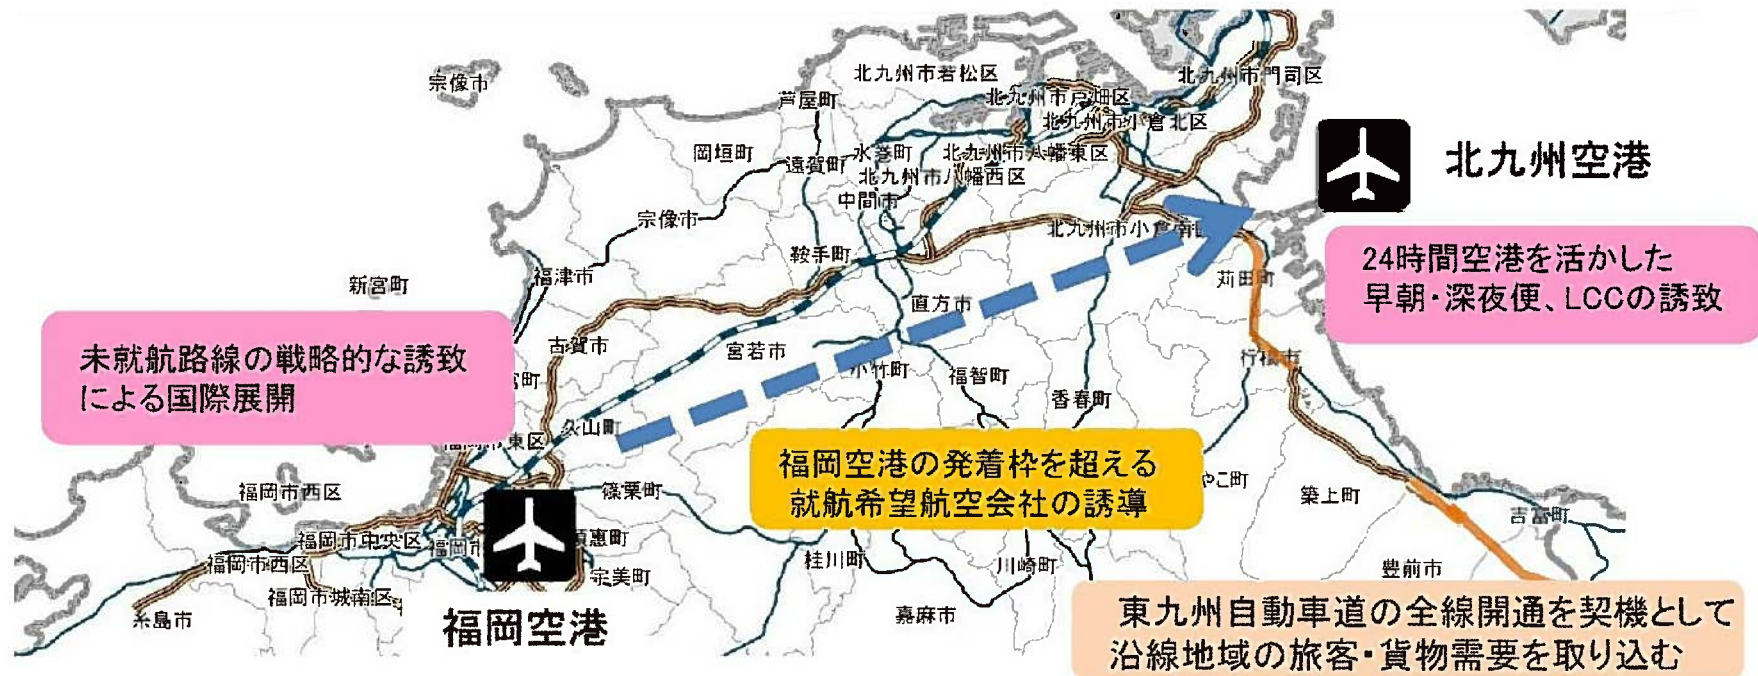 宗像市
北九州市若松区
北九州市門司区
芦屋町
北九州市戸畑区
北九州市小倉北区
岡垣町
遠賀町
水巻町
北九州市八幡東区
北九州空港
北九州市八幡西区
中間市
宗像市
北九州市小倉南区
鞍手町
24時間空港を活かした
早朝・深夜便、LCCの誘致
福津市
新宮町
苅田町
直方市
未就航路線の戦略的な誘致
による国際展開
古賀市
宮若市
行橋市
宮町
小竹町
福智町
香春町
久山町
福岡市東区
福岡空港の発着枠を超える
就航希望航空会社の誘導
福岡市西区
篠栗町
やこ町
築上町
吉富町
福岡市中央区
福岡市
須恵町
福岡市西区
宇美町
桂川町
川崎町
豊前市
福岡市城南区
糸島市
福岡空港
嘉麻市
東九州自動車道の全線開通を契機として
沿線地域の旅客・貨物需要を取り込む